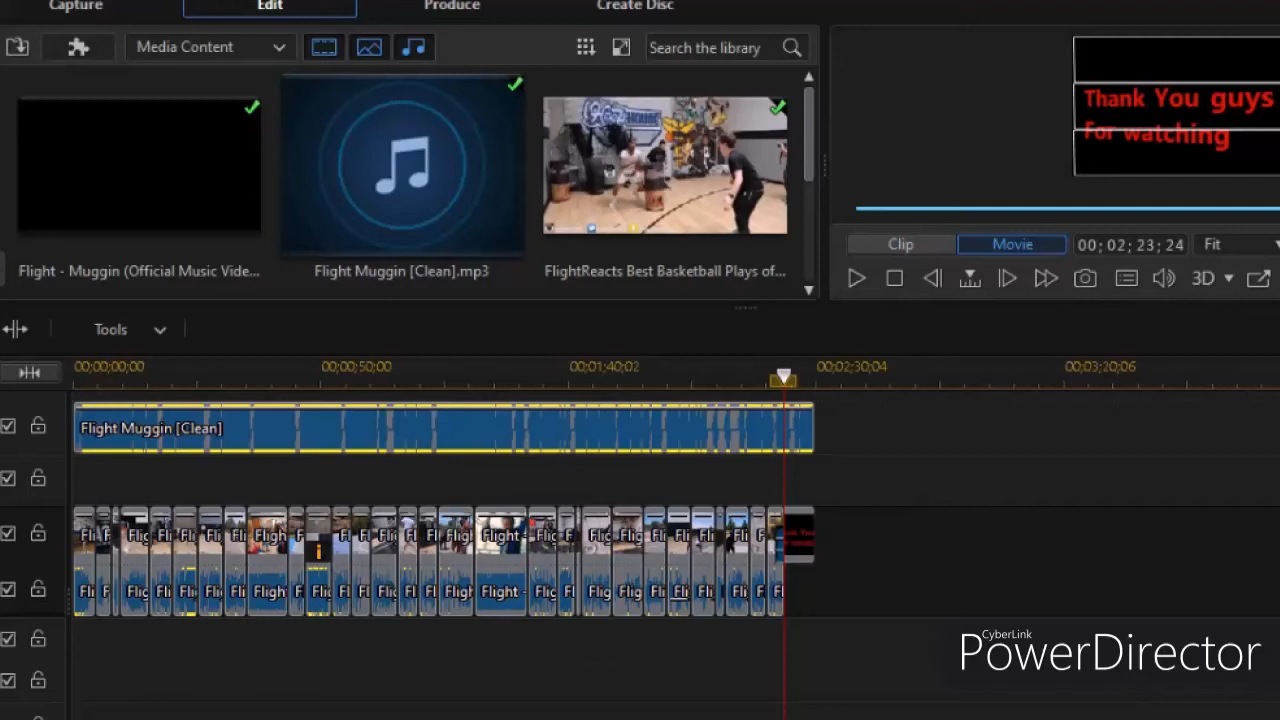 Capture Edit Produce Create Disc
Media Content Search the library
Thank You guys
For watching
Flight - Muggin (Official Music Vide... Flight Muggin [Clean].mp3 FlightReacts Best Basketball Plays of...
Clip Movie 00; 02; 23; 24 Fit
3D
Tools
00;00;00;00 00;00;50;00 00;01;40;02 00;02;30;04 00;03;20;06
Flight Muggin [Clean]
CyberLink
PowerDirector